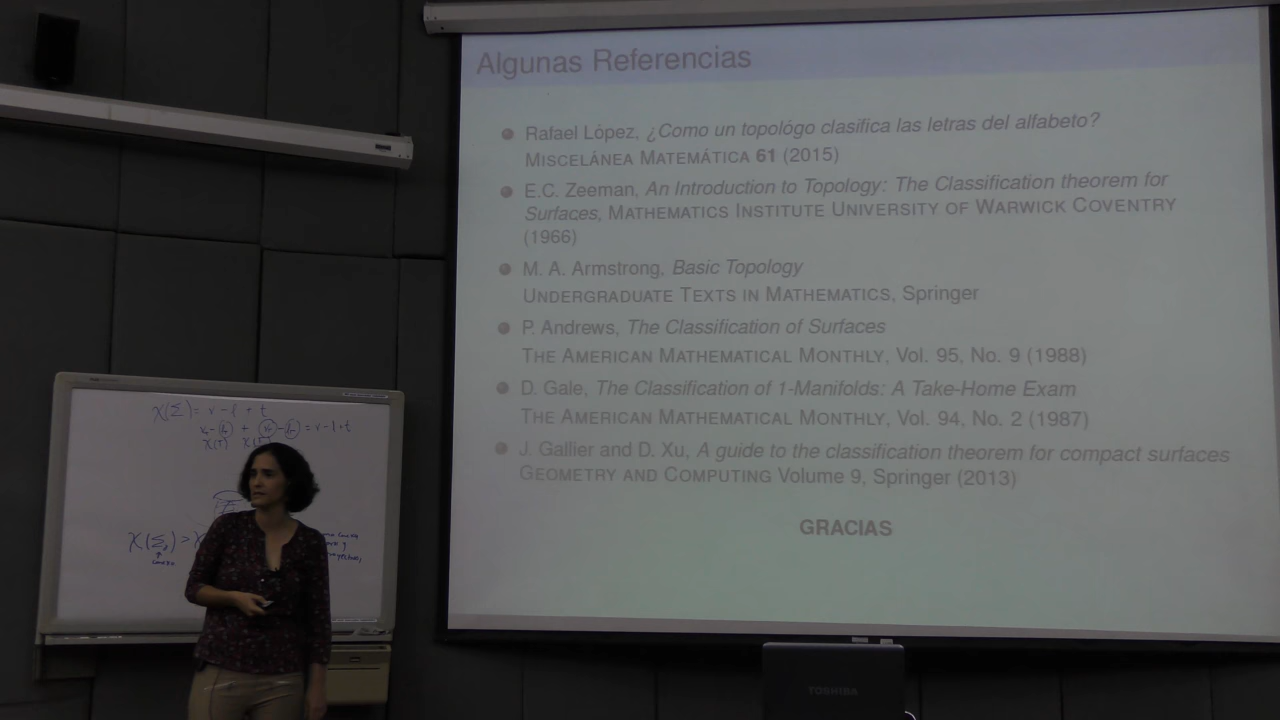 Algunas Referencias
Rafael López, ¿Como un topológo clasifica las letras del alfabeto?
MISCELÁNEA MATEMÁTICA 61 (2015)
E.C. Zeeman, An Introduction to Topology: The Classification theorem for
Surfaces, MATHEMATICS INSTITUTE UNIVERSITY OF WARWICK COVENTRY
(1966)
M. A. Armstrong, Basic Topology
UNDERGRADUATE TEXTS IN MATHEMATICS, Springer
P. Andrews, The Classification of Surfaces
THE AMERICAN MATHEMATICAL MONTHLY, Vol. 95, No. 9 (1988)
D. Gale, The Classification of 1-Manifolds: A Take-Home Exam
THE AMERICAN MATHEMATICAL MONTHLY, Vol. 94, No. 2 (1987)
J. Gallier and D. Xu, A guide to the classification theorem for compact surfaces
GEOMETRY AND COMPUTING Volume 9, Springer (2013)
GRACIAS
χ(Σ) = v - l + t
= v - l + t
χ(T)
TOSHIBA